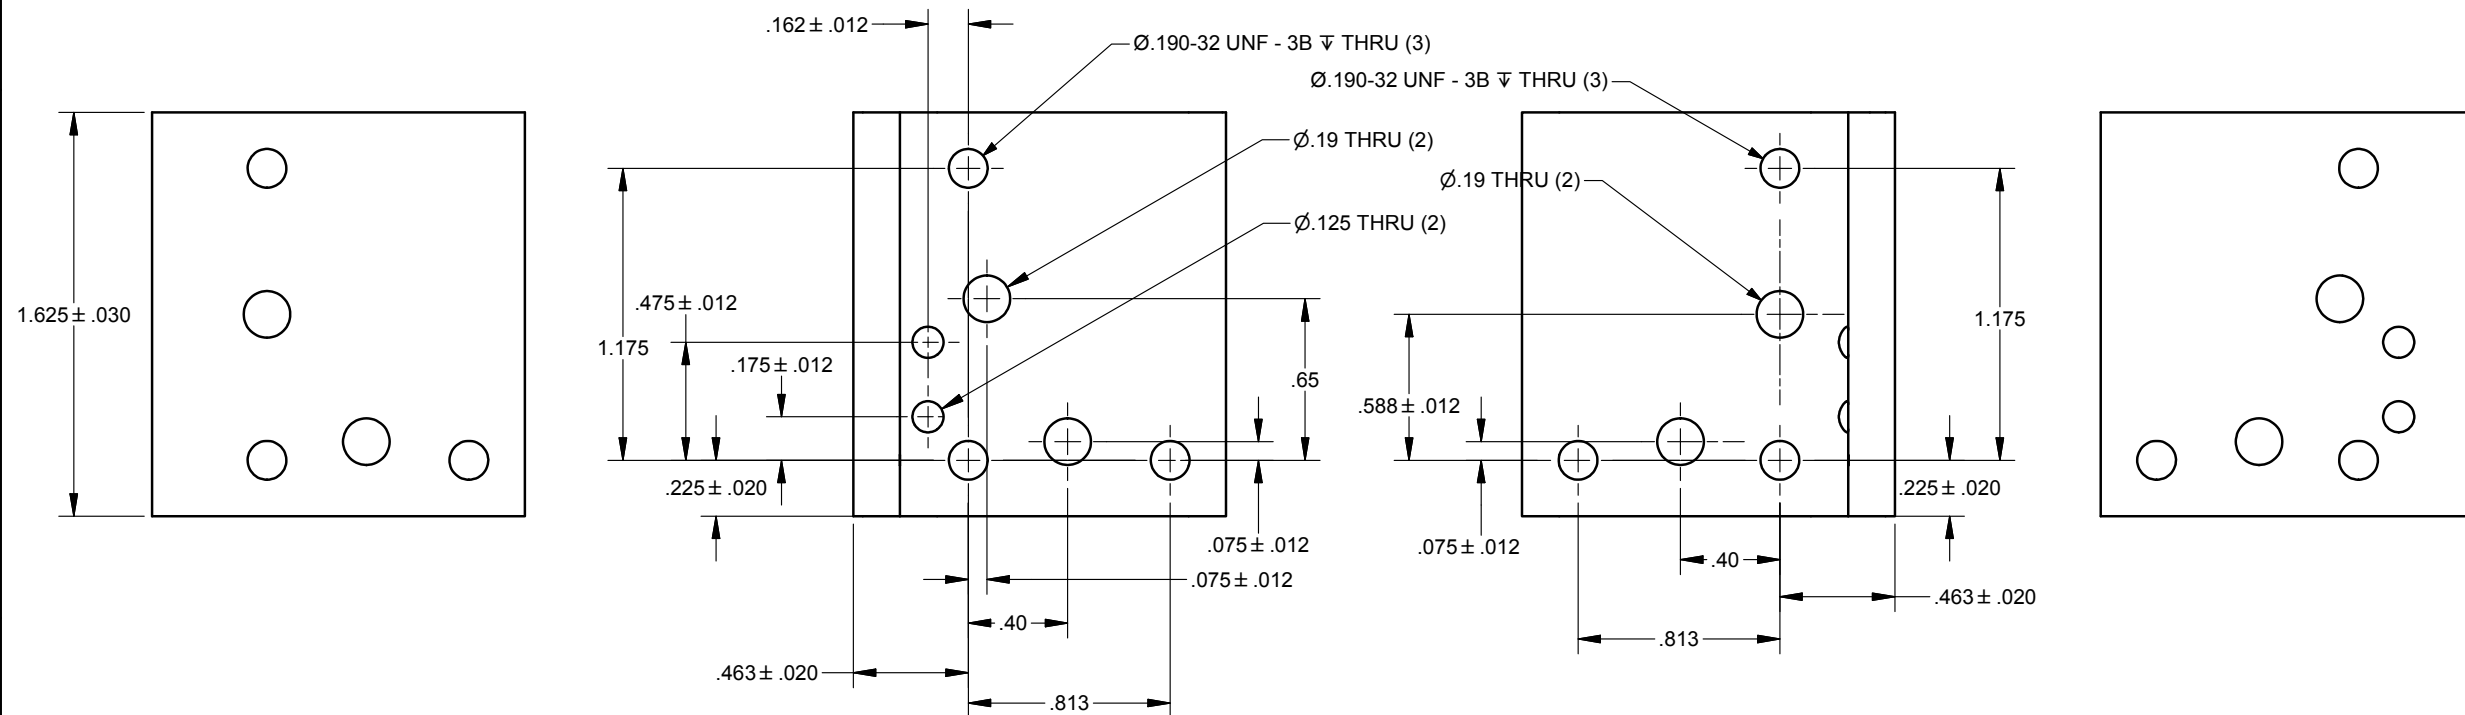 .162 ± .012
Ø.190-32 UNF - 3B ↧ THRU (3)
Ø.190-32 UNF - 3B ↧ THRU (3)
Ø.19 THRU (2)
Ø.19 THRU (2)
Ø.125 THRU (2)
1.625 ± .030
.475 ± .012
1.175
1.175
.175 ± .012
.65
.588 ± .012
.225 ± .020
.225 ± .020
.075 ± .012
.075 ± .012
.40
.075 ± .012
.463 ± .020
.40
.813
.463 ± .020
.813